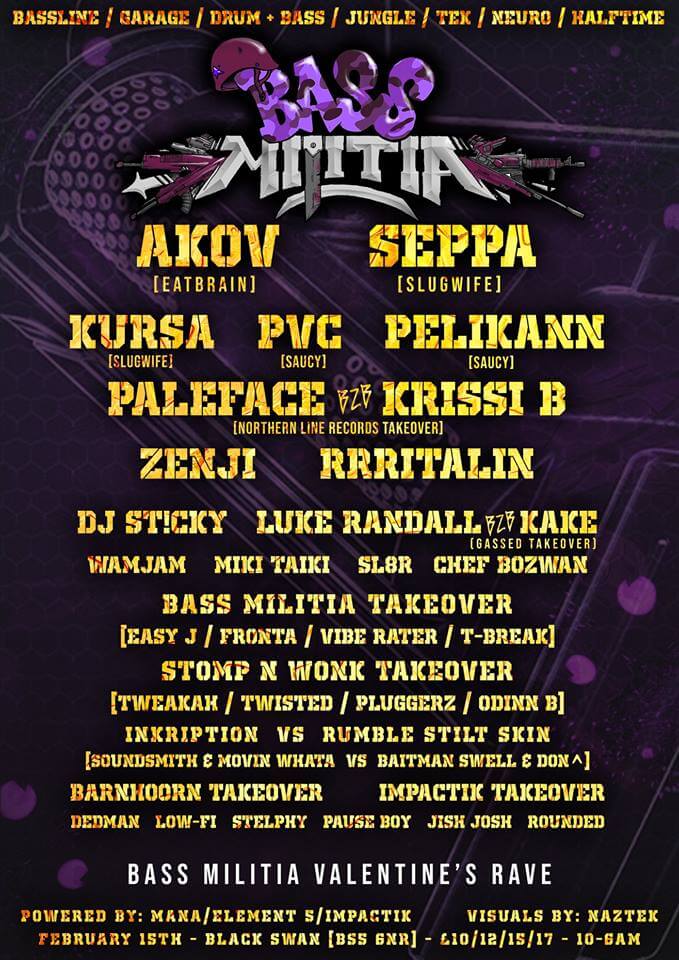 BASSLINE / GARAGE / DRUM + BASS / JUNGLE / TEK / NEURO / HALFTIME
BASS
MILITIA
AKOV SEPPA
[EATBRAIN] [SLUGWIFE]
KURSA PVC PELIKANN
[SLUGWIFE] [SAUCY] [SAUCY]
PALEFACE B2B KRISSI B
[NORTHERN LINE RECORDS TAKEOVER]
ZENJI RRRITALIN
DJ ST!CKY LUKE RANDALL B2B KAKE
[GASSED TAKEOVER]
WAMJAM MIKI TAIKI SL8R CHEF BOZWAN
BASS MILITIA TAKEOVER
[EASY J / FRONTA / VIBE RATER / T-BREAK]
STOMP N WONK TAKEOVER
[TWEAKAH / TWISTED / PLUGGERZ / ODINN B]
INKRIPTION VS RUMBLE STILT SKIN
[SOUNDSMITH & MOVIN WHATA VS BAITMAN SWELL & DON^]
BARNHOORN TAKEOVER IMPACTIK TAKEOVER
DEDMAN LOW-FI STELPHY PAUSE BOY JISH JOSH ROUNDED
BASS MILITIA VALENTINE'S RAVE
POWERED BY: MANA/ELEMENT 5/IMPACTIK VISUALS BY: NAZTEK
FEBRUARY 15TH - BLACK SWAN [BS5 6NR] - £10/12/15/17 - 10-6AM